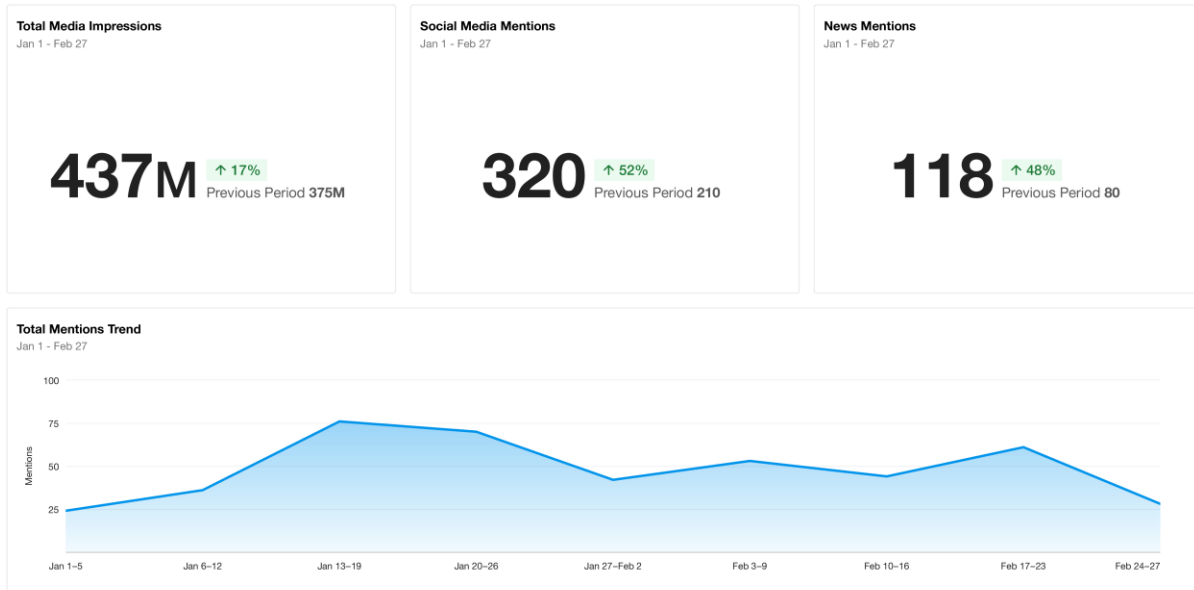 Total Media Impressions
Jan 1 - Feb 27
437M
↑ 17%
Previous Period 375M
Social Media Mentions
Jan 1 - Feb 27
320
↑ 52%
Previous Period 210
News Mentions
Jan 1 - Feb 27
118
↑ 48%
Previous Period 80
Total Mentions Trend
Jan 1 - Feb 27
100
75
50
25
Mentions
Jan 1–5
Jan 6–12
Jan 13–19
Jan 20–26
Jan 27–Feb 2
Feb 3–9
Feb 10–16
Feb 17–23
Feb 24–27